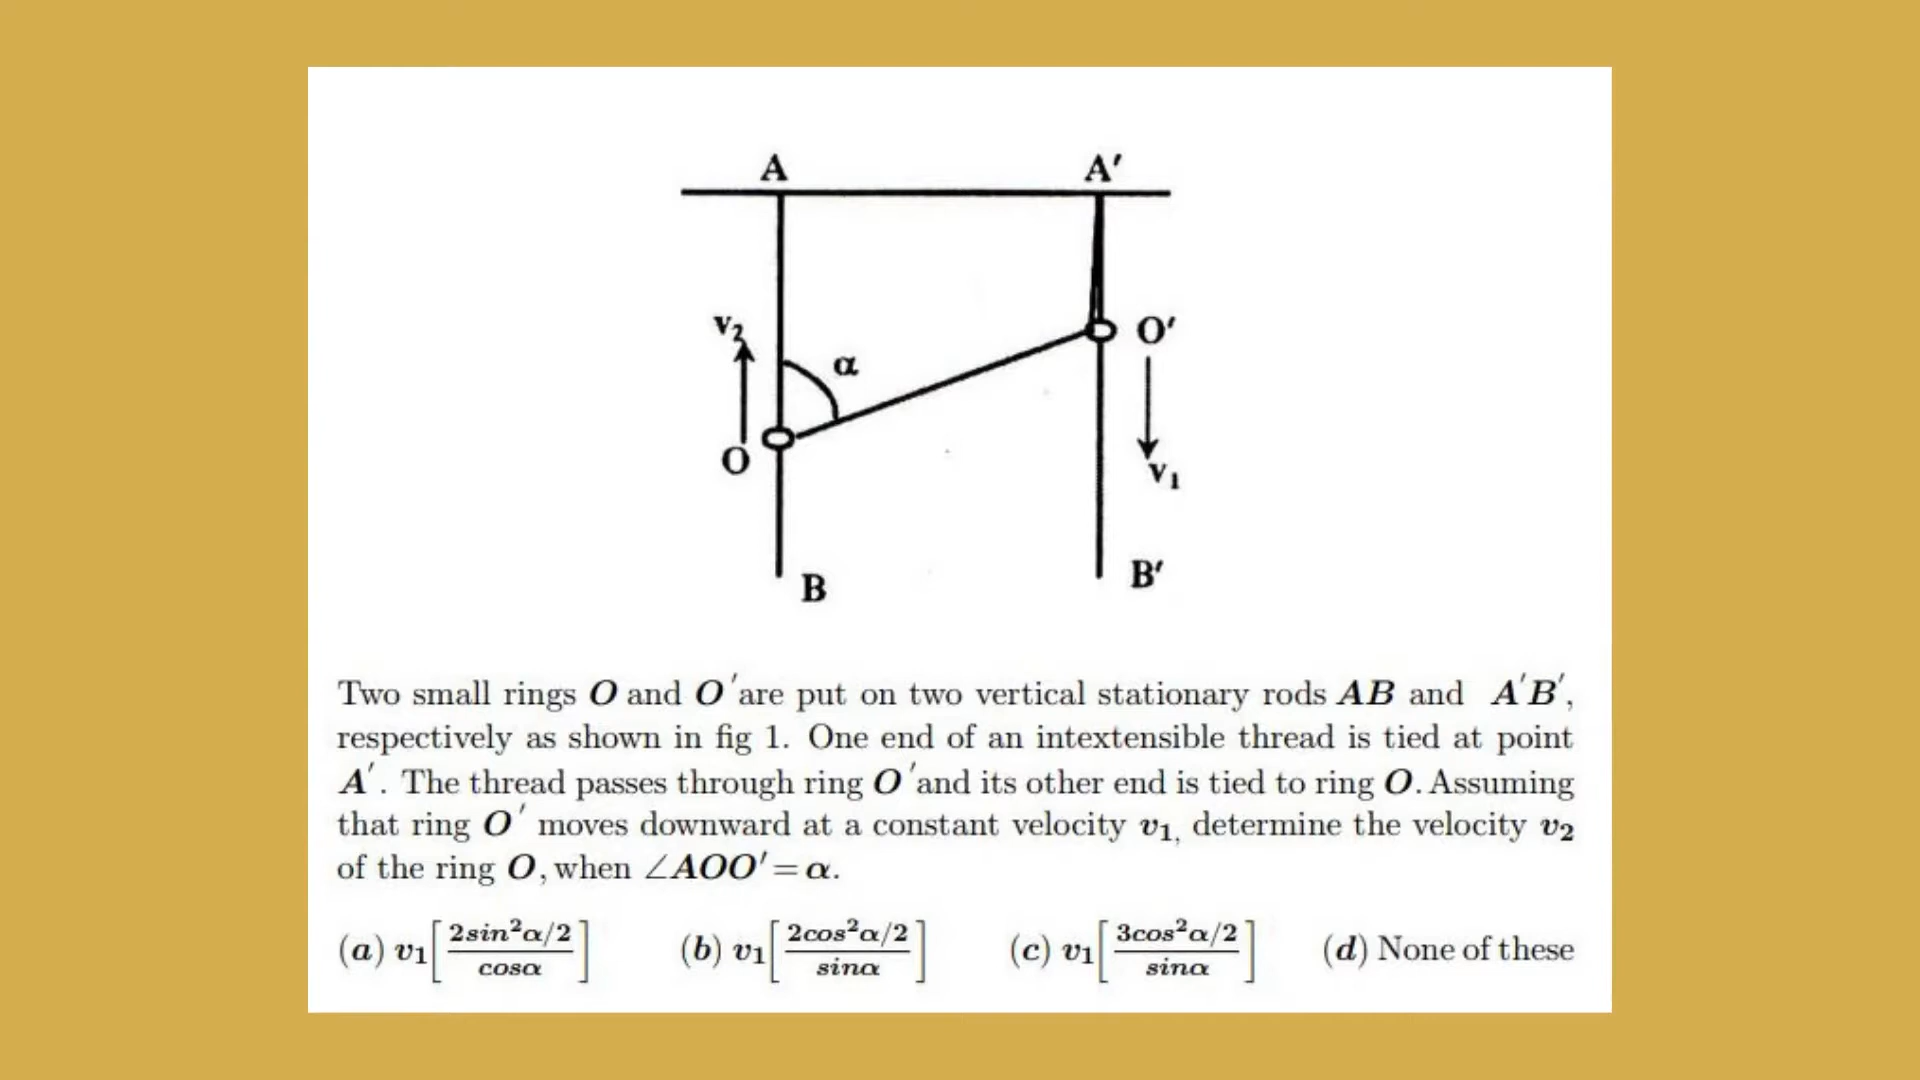 A A′
v₂
α
O′
O
v₁
B
B′
Two small rings O and O′are put on two vertical stationary rods AB and A′B′,
respectively as shown in fig 1. One end of an intextensible thread is tied at point
A′. The thread passes through ring O′and its other end is tied to ring O. Assuming
that ring O′ moves downward at a constant velocity v₁, determine the velocity v₂
of the ring O, when ∠AOO′=α.
(a) v₁[2sin²α/2 / cosα] (b) v₁[2cos²α/2 / sinα] (c) v₁[3cos²α/2 / sinα] (d) None of these